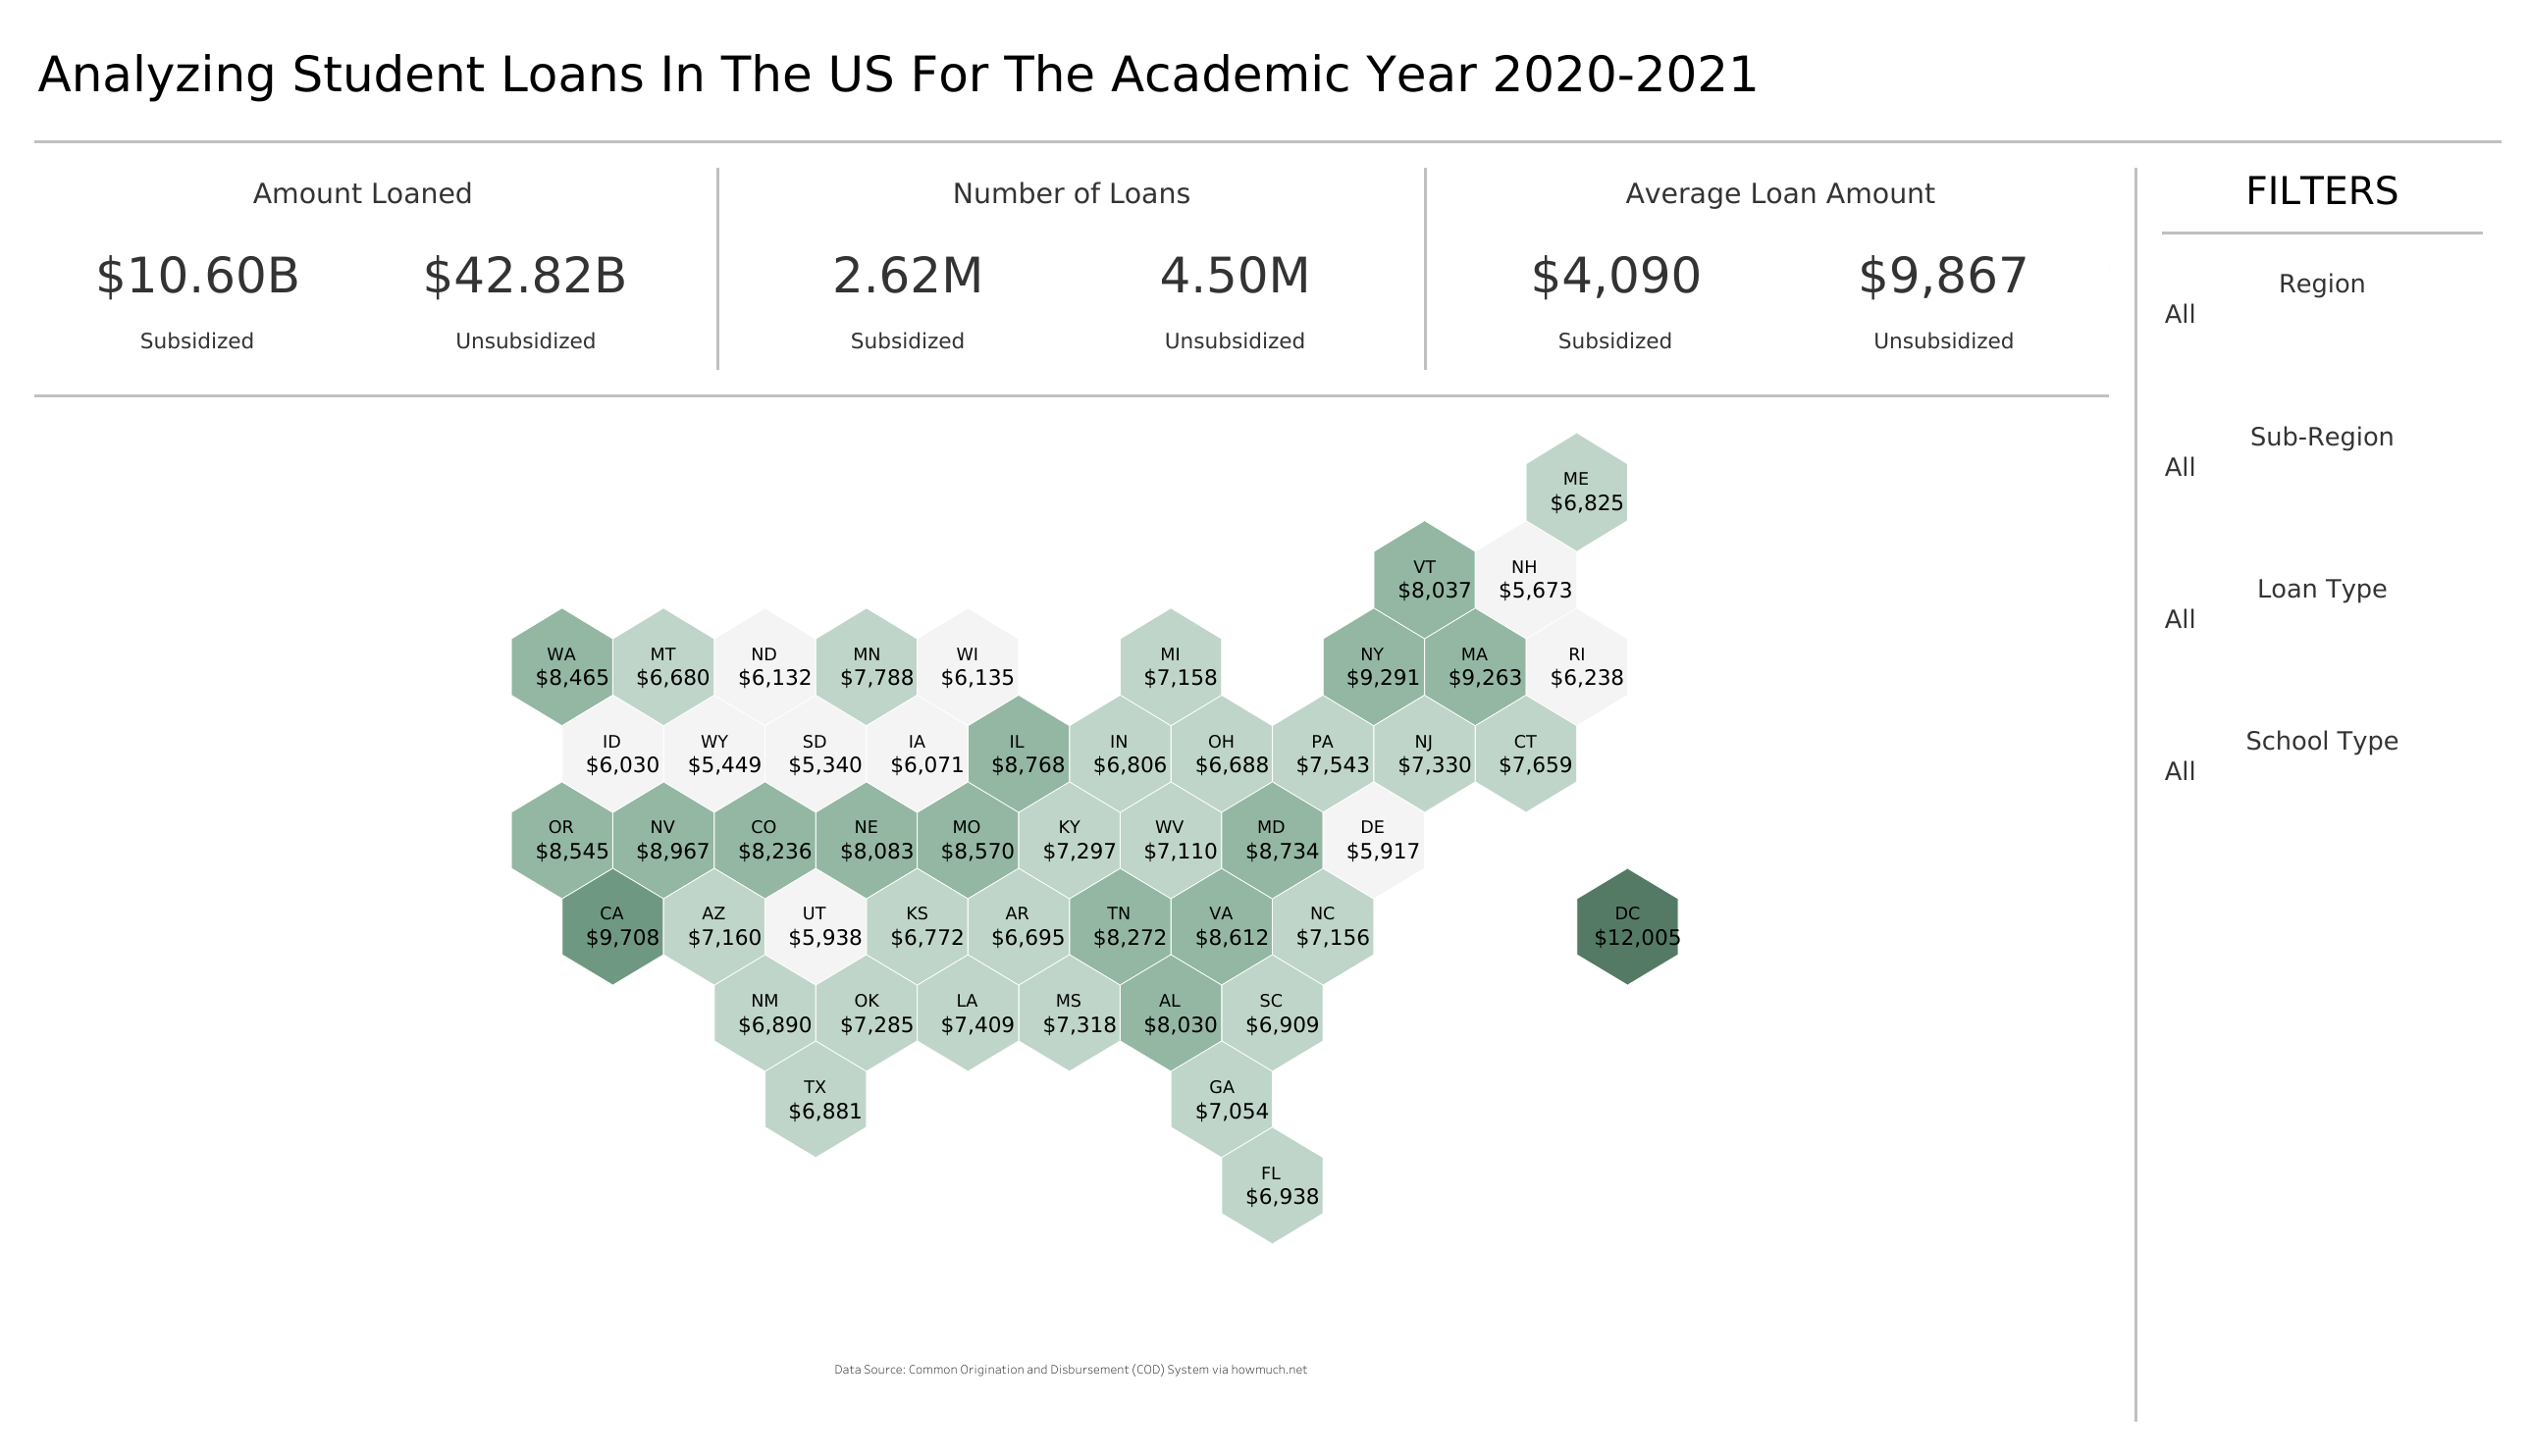 Analyzing Student Loans In The US For The Academic Year 2020-2021
Amount Loaned
$10.60B $42.82B
Subsidized Unsubsidized
Number of Loans
2.62M 4.50M
Subsidized Unsubsidized
Average Loan Amount
$4,090 $9,867
Subsidized Unsubsidized
FILTERS
Region
All
Sub-Region
All
Loan Type
All
School Type
All
ME
$6,825
VT NH
$8,037 $5,673
WA MT ND MN WI MI NY MA RI
$8,465 $6,680 $6,132 $7,788 $6,135 $7,158 $9,291 $9,263 $6,238
ID WY SD IA IL IN OH PA NJ CT
$6,030 $5,449 $5,340 $6,071 $8,768 $6,806 $6,688 $7,543 $7,330 $7,659
OR NV CO NE MO KY WV MD DE
$8,545 $8,967 $8,236 $8,083 $8,570 $7,297 $7,110 $8,734 $5,917
CA AZ UT KS AR TN VA NC DC
$9,708 $7,160 $5,938 $6,772 $6,695 $8,272 $8,612 $7,156 $12,005
NM OK LA MS AL SC
$6,890 $7,285 $7,409 $7,318 $8,030 $6,909
TX GA
$6,881 $7,054
FL
$6,938
Data Source: Common Origination and Disbursement (COD) System via howmuch.net